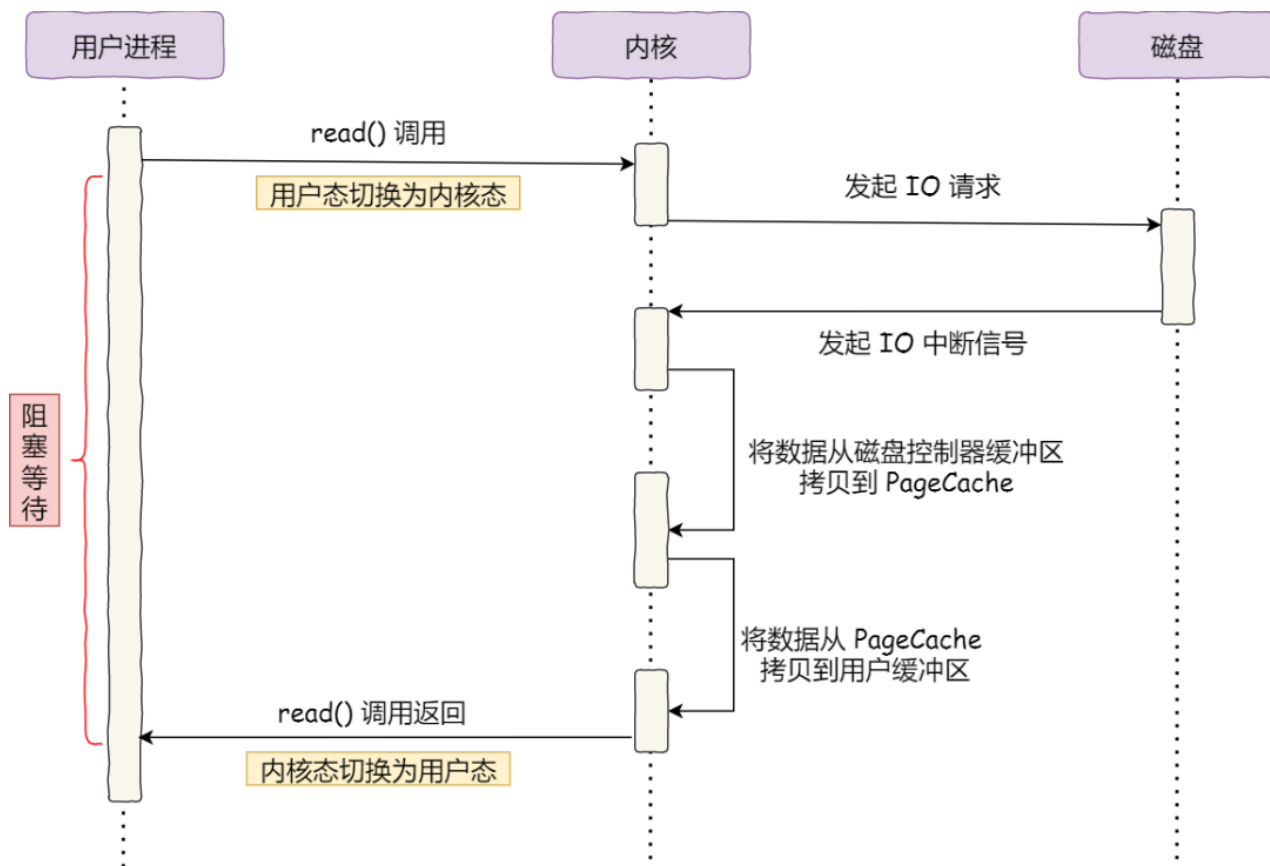 用户进程
内核
磁盘
read() 调用
用户态切换为内核态
发起 IO 请求
发起 IO 中断信号
阻
塞
等
待
将数据从磁盘控制器缓冲区
拷贝到 PageCache
将数据从 PageCache
拷贝到用户缓冲区
read() 调用返回
内核态切换为用户态